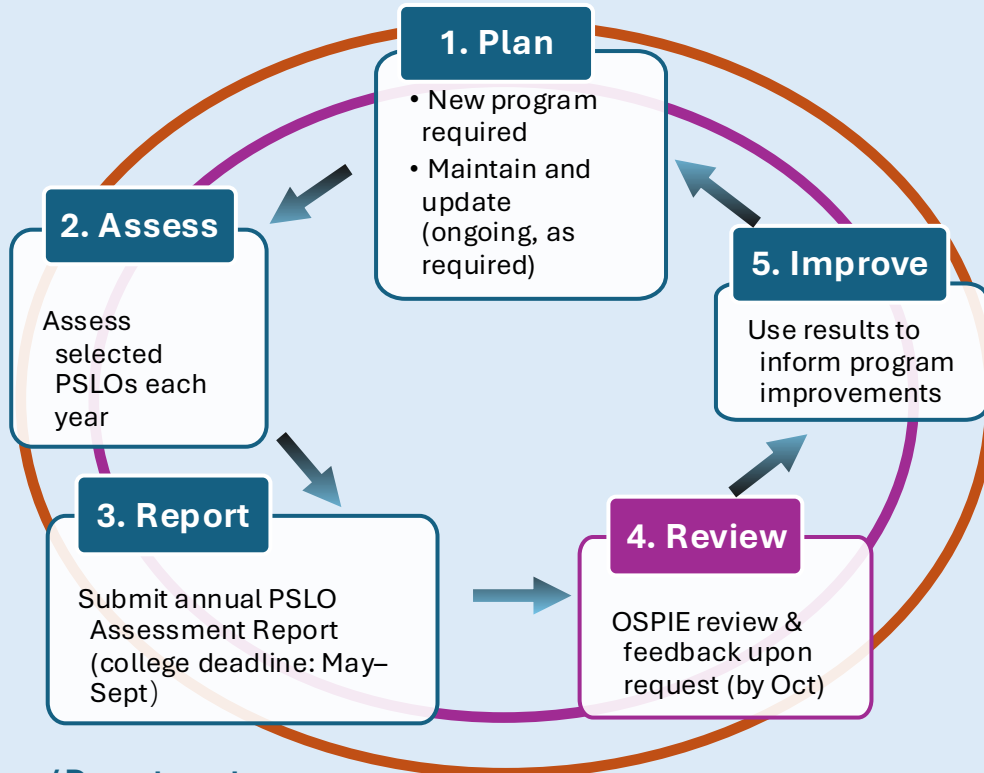 1. Plan
• New program
required
• Maintain and
update
(ongoing, as
required)
2. Assess
Assess
selected
PSLOs each
year
3. Report
Submit annual PSLO
Assessment Report
(college deadline: May–
Sept)
4. Review
OSPIE review &
feedback upon
request (by Oct)
5. Improve
Use results to
inform program
improvements